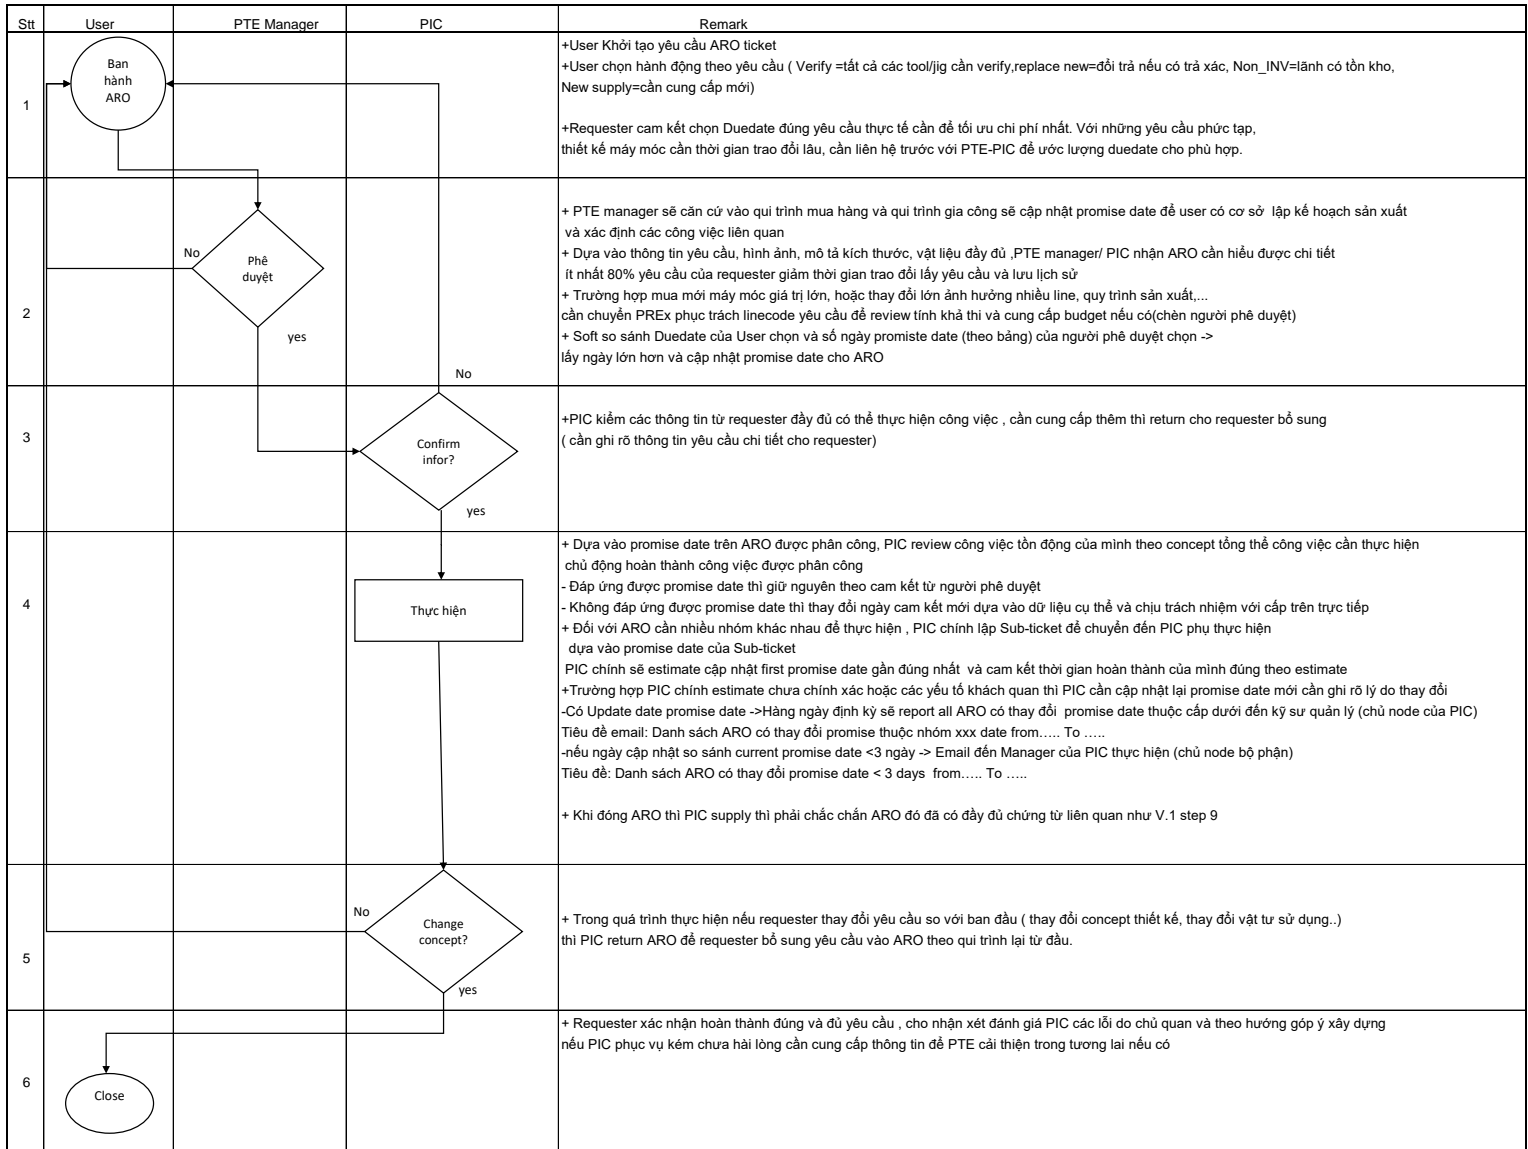 Stt User PTE Manager PIC Remark
1
Ban
hành
ARO
+User Khởi tạo yêu cầu ARO ticket
+User chọn hành động theo yêu cầu ( Verify =tất cả các tool/jig cần verify,replace new=đổi trả nếu có trả xác, Non_INV=lãnh có tồn kho,
New supply=cần cung cấp mới)
+Requester cam kết chọn Duedate đúng yêu cầu thực tế cần để tối ưu chi phí nhất. Với những yêu cầu phức tạp,
thiết kế máy móc cần thời gian trao đổi lâu, cần liên hệ trước với PTE-PIC để ước lượng duedate cho phù hợp.
2
No
Phê
duyệt
yes
+ PTE manager sẽ căn cứ vào qui trình mua hàng và qui trình gia công sẽ cập nhật promise date để user có cơ sở lập kế hoạch sản xuất
và xác định các công việc liên quan
+ Dựa vào thông tin yêu cầu, hình ảnh, mô tả kích thước, vật liệu đầy đủ ,PTE manager/ PIC nhận ARO cần hiểu được chi tiết
ít nhất 80% yêu cầu của requester giảm thời gian trao đổi lấy yêu cầu và lưu lịch sử
+ Trường hợp mua mới máy móc giá trị lớn, hoặc thay đổi lớn ảnh hưởng nhiều line, quy trình sản xuất,...
cần chuyển PREx phục trách linecode yêu cầu để review tính khả thi và cung cấp budget nếu có(chèn người phê duyệt)
+ Soft so sánh Duedate của User chọn và số ngày promiste date (theo bảng) của người phê duyệt chọn ->
lấy ngày lớn hơn và cập nhật promise date cho ARO
No
3
Confirm
infor?
yes
+PIC kiểm các thông tin từ requester đầy đủ có thể thực hiện công việc , cần cung cấp thêm thì return cho requester bổ sung
( cần ghi rõ thông tin yêu cầu chi tiết cho requester)
4
Thực hiện
+ Dựa vào promise date trên ARO được phân công, PIC review công việc tồn động của mình theo concept tổng thể công việc cần thực hiện
chủ động hoàn thành công việc được phân công
- Đáp ứng được promise date thì giữ nguyên theo cam kết từ người phê duyệt
- Không đáp ứng được promise date thì thay đổi ngày cam kết mới dựa vào dữ liệu cụ thể và chịu trách nhiệm với cấp trên trực tiếp
+ Đối với ARO cần nhiều nhóm khác nhau để thực hiện , PIC chính lập Sub-ticket để chuyển đến PIC phụ thực hiện
dựa vào promise date của Sub-ticket
PIC chính sẽ estimate cập nhật first promise date gần đúng nhất và cam kết thời gian hoàn thành của mình đúng theo estimate
+Trường hợp PIC chính estimate chưa chính xác hoặc các yếu tố khách quan thì PIC cần cập nhật lại promise date mới cần ghi rõ lý do thay đổi
-Có Update date promise date ->Hàng ngày định kỳ sẽ report all ARO có thay đổi promise date thuộc cấp dưới đến kỹ sư quản lý (chủ node của PIC)
Tiêu đề email: Danh sách ARO có thay đổi promise thuộc nhóm xxx date from….. To …..
-nếu ngày cập nhật so sánh current promise date <3 ngày -> Email đến Manager của PIC thực hiện (chủ node bộ phận)
Tiêu đề: Danh sách ARO có thay đổi promise date < 3 days from….. To …..
+ Khi đóng ARO thì PIC supply thì phải chắc chắn ARO đó đã có đầy đủ chứng từ liên quan như V.1 step 9
5
No
Change
concept?
yes
+ Trong quá trình thực hiện nếu requester thay đổi yêu cầu so với ban đầu ( thay đổi concept thiết kế, thay đổi vật tư sử dụng..)
thì PIC return ARO để requester bổ sung yêu cầu vào ARO theo qui trình lại từ đầu.
6
Close
+ Requester xác nhận hoàn thành đúng và đủ yêu cầu , cho nhận xét đánh giá PIC các lỗi do chủ quan và theo hướng góp ý xây dựng
nếu PIC phục vụ kém chưa hài lòng cần cung cấp thông tin để PTE cải thiện trong tương lai nếu có